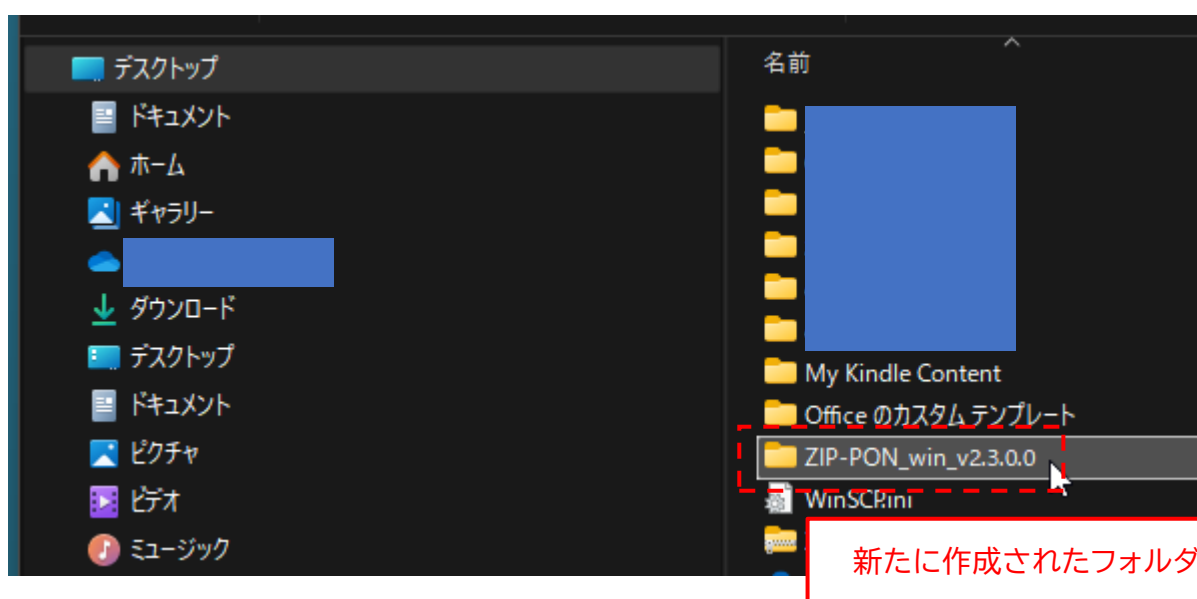 デスクトップ
ドキュメント
ホーム
ギャラリー
ダウンロード
デスクトップ
ドキュメント
ピクチャ
ビデオ
ミュージック
名前
My Kindle Content
Office のカスタム テンプレート
ZIP-PON_win_v2.3.0.0
WinSCP.ini
新たに作成されたフォルダ